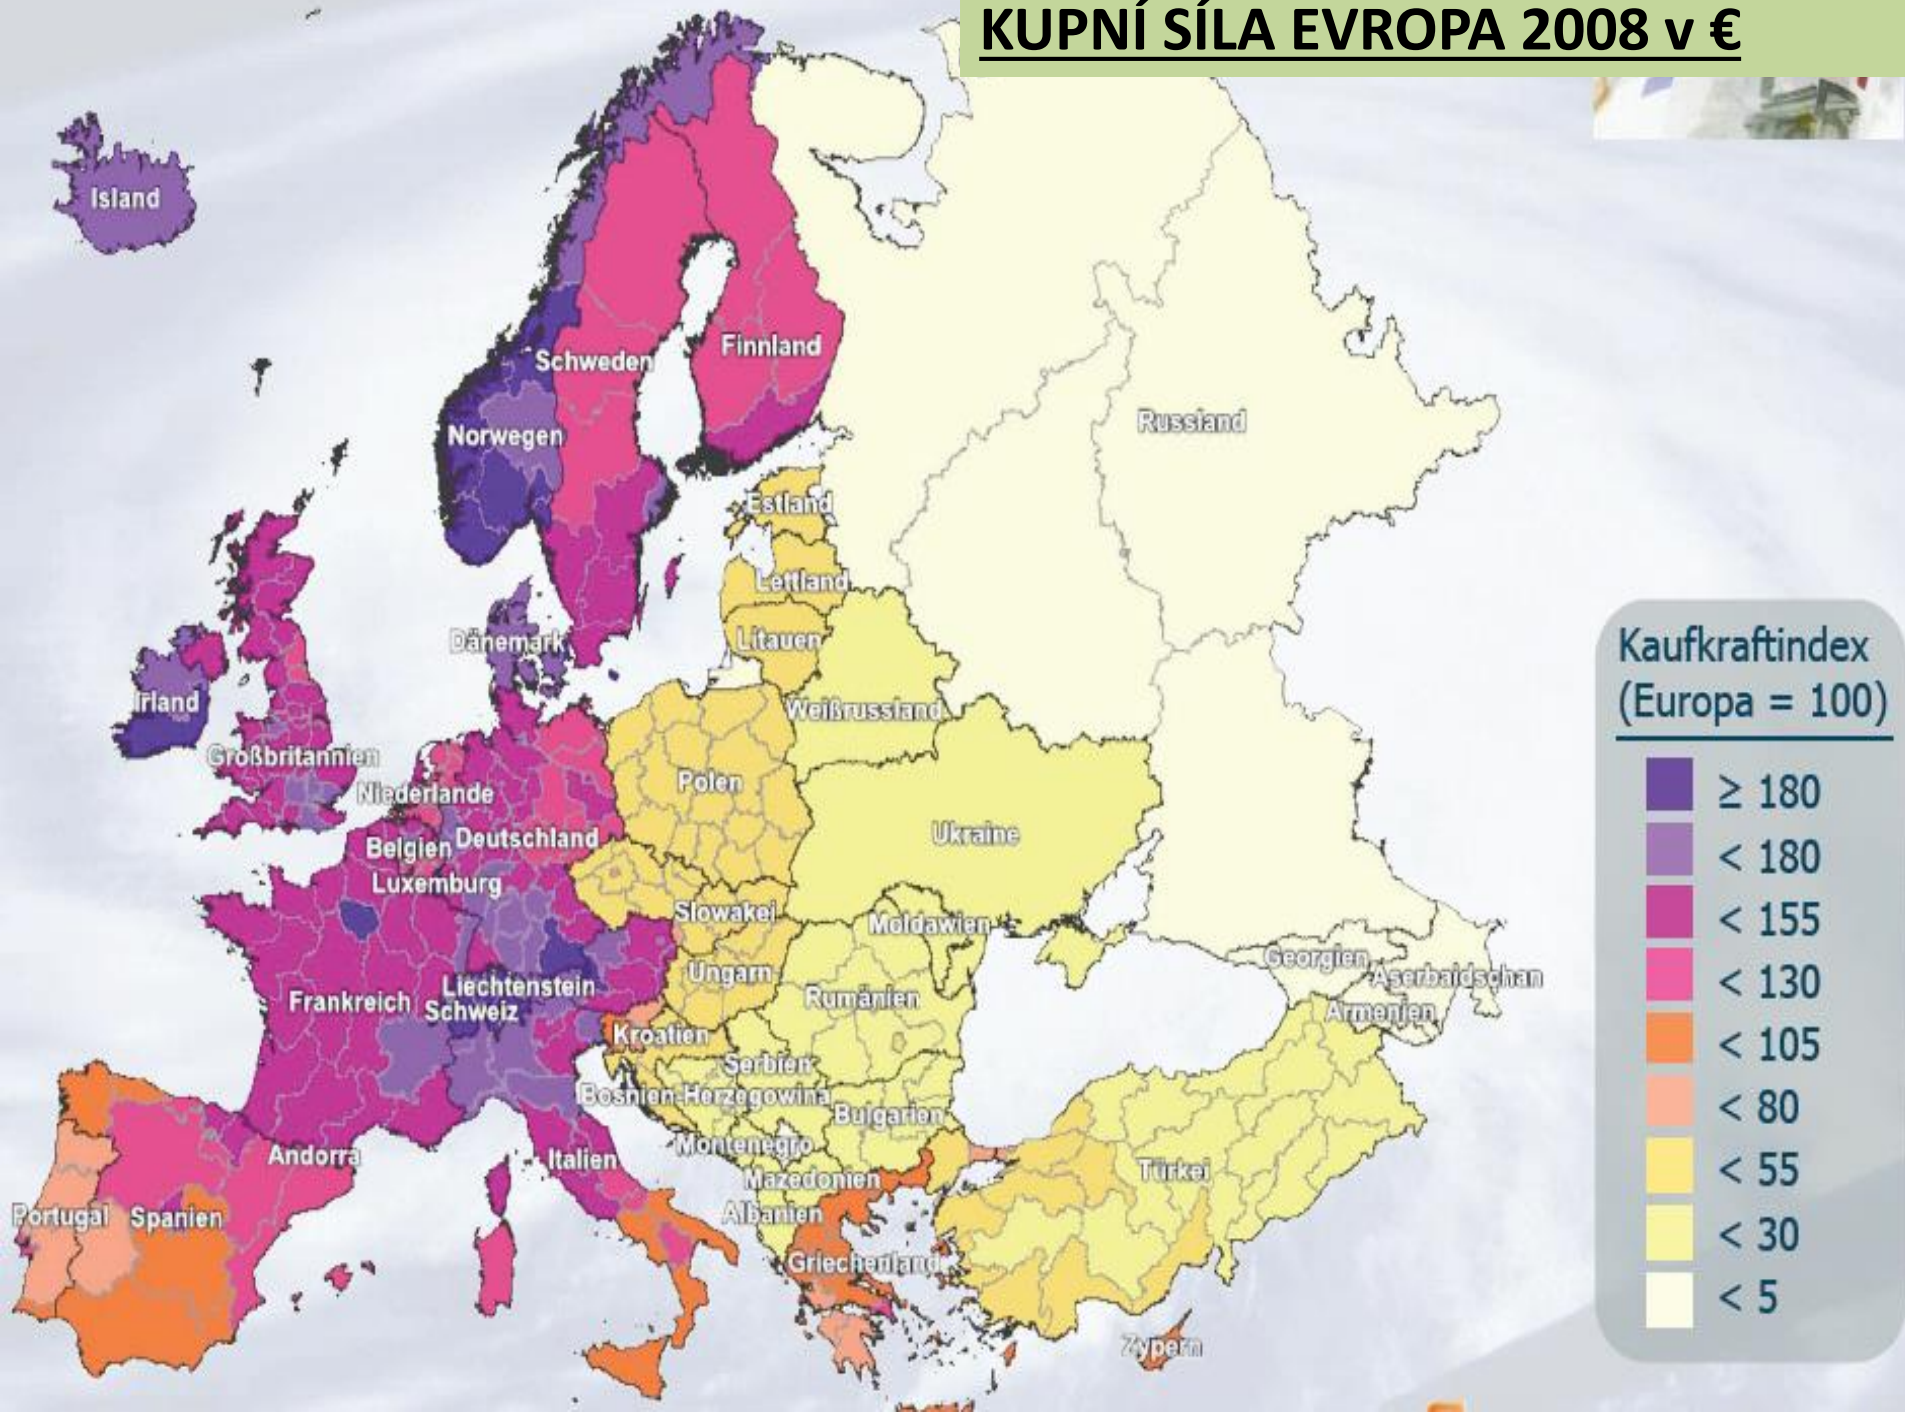 KUPNÍ SÍLA EVROPA 2008 v €
Island
Schweden
Finnland
Norwegen
Russland
Estland
Lettland
Litauen
Dänemark
Irland
Weißrussland
Großbritannien
Niederlande
Polen
Belgien
Deutschland
Ukraine
Luxemburg
Slowakei
Moldawien
Liechtenstein
Ungarn
Georgien
Aserbaidschan
Frankreich
Schweiz
Rumänien
Armenien
Kroatien
Serbien
Bosnien-Herzegowina
Bulgarien
Andorra
Italien
Montenegro
Mazedonien
Türkei
Portugal
Spanien
Albanien
Griechenland
Zypern
Kaufkraftindex
(Europa = 100)
≥ 180
< 180
< 155
< 130
< 105
< 80
< 55
< 30
< 5